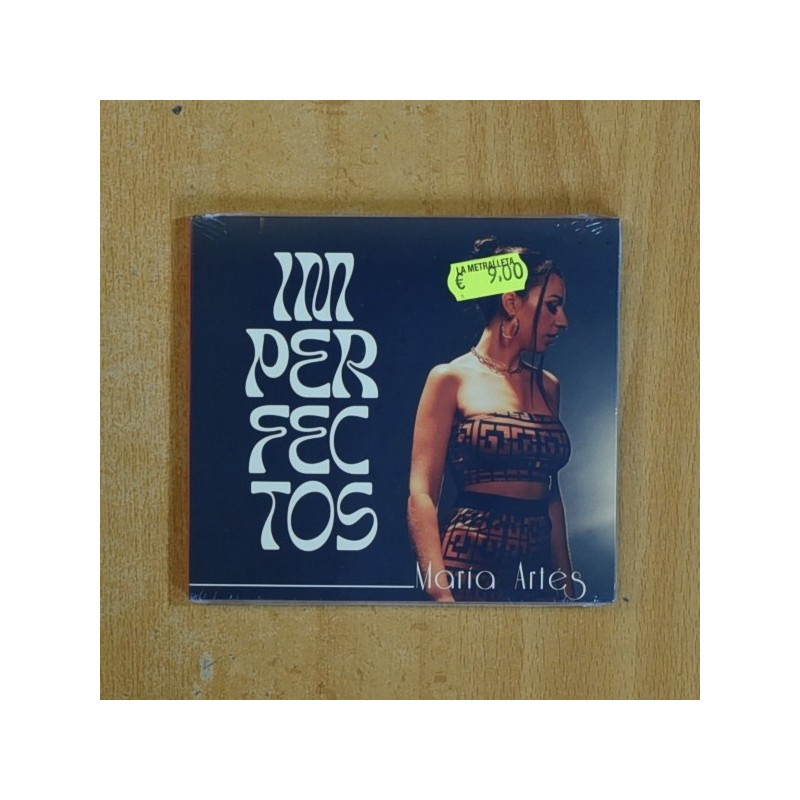 IM
PER
FEC
TOS
LA METRALLETA
€ 9,00
María Artés